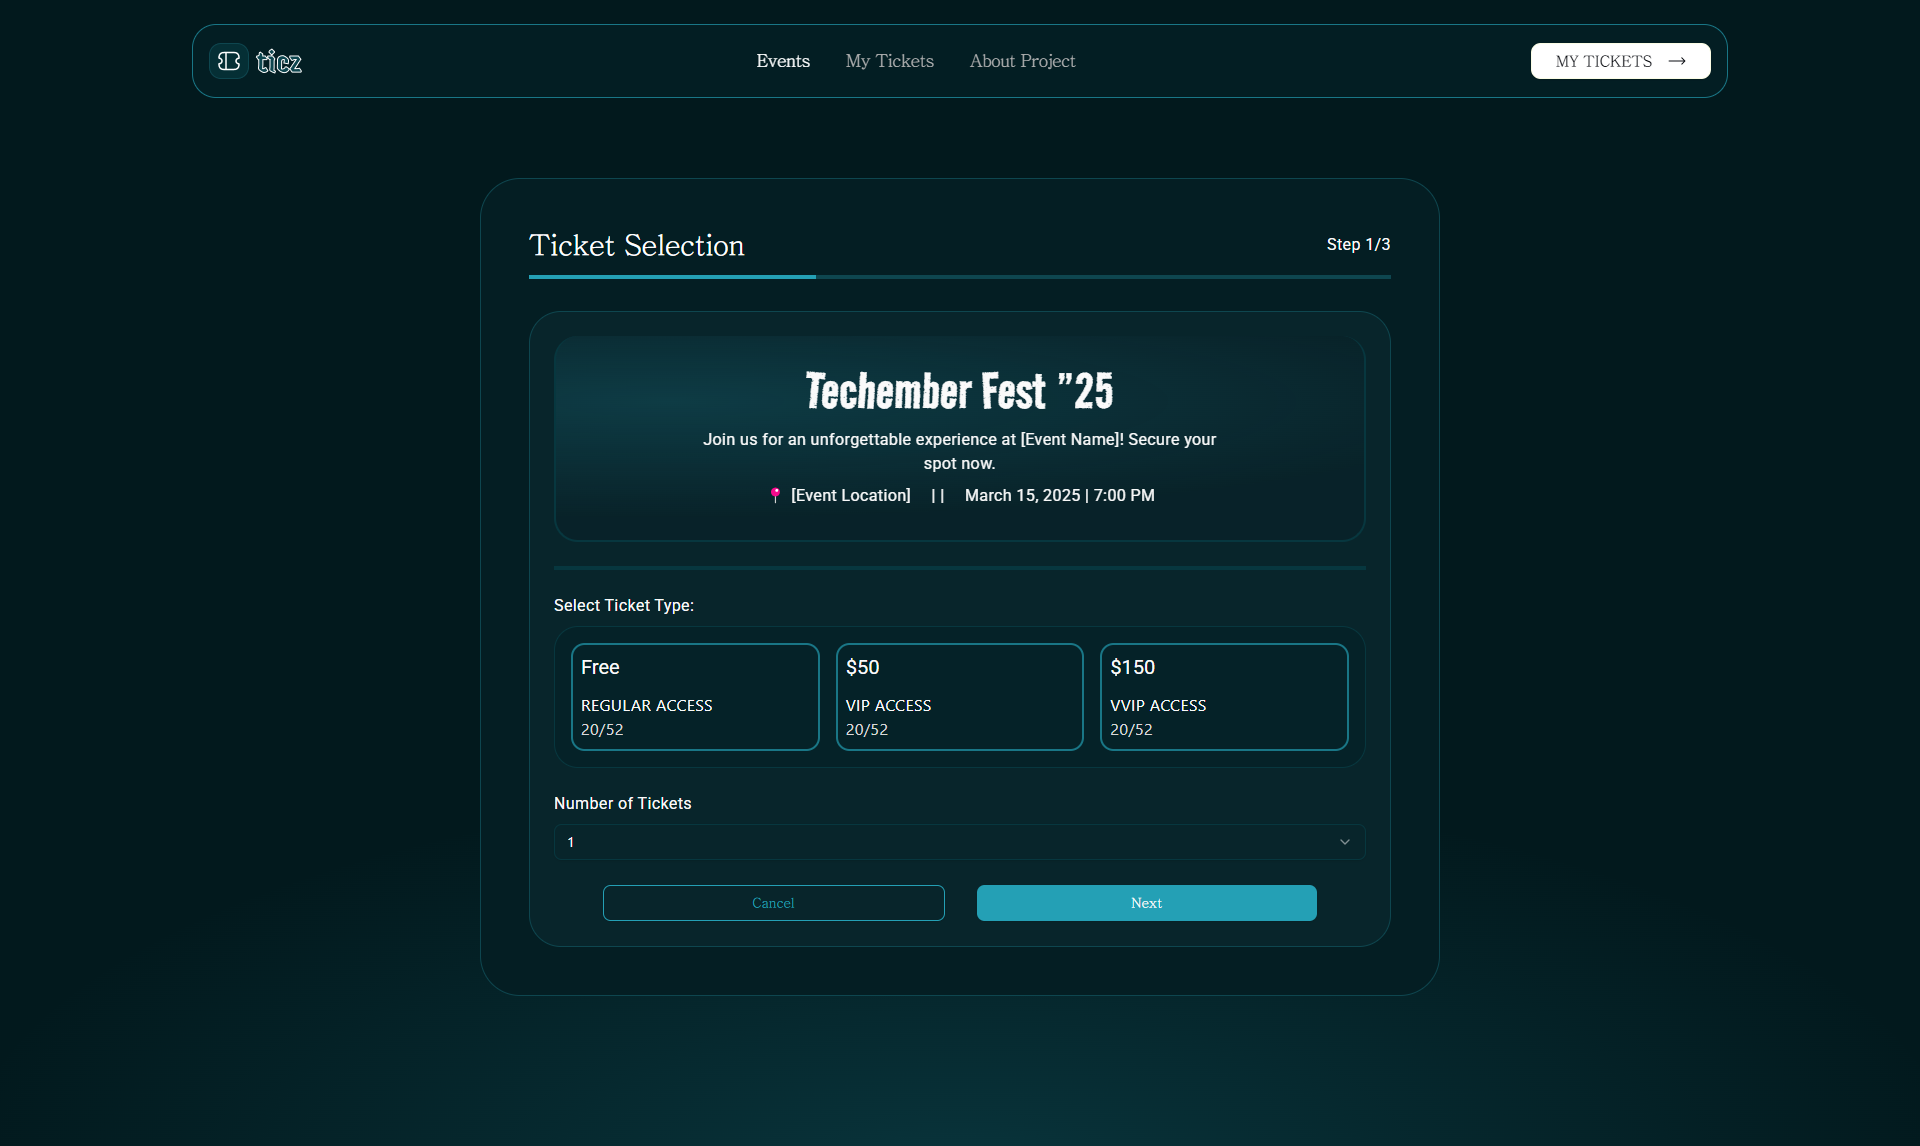 ticz
Events
My Tickets
About Project
MY TICKETS →
Ticket Selection
Step 1/3
Techember Fest ”25
Join us for an unforgettable experience at [Event Name]! Secure your
spot now.
📍 [Event Location] || March 15, 2025 | 7:00 PM
Select Ticket Type:
Free
REGULAR ACCESS
20/52
$50
VIP ACCESS
20/52
$150
VVIP ACCESS
20/52
Number of Tickets
1
Cancel
Next